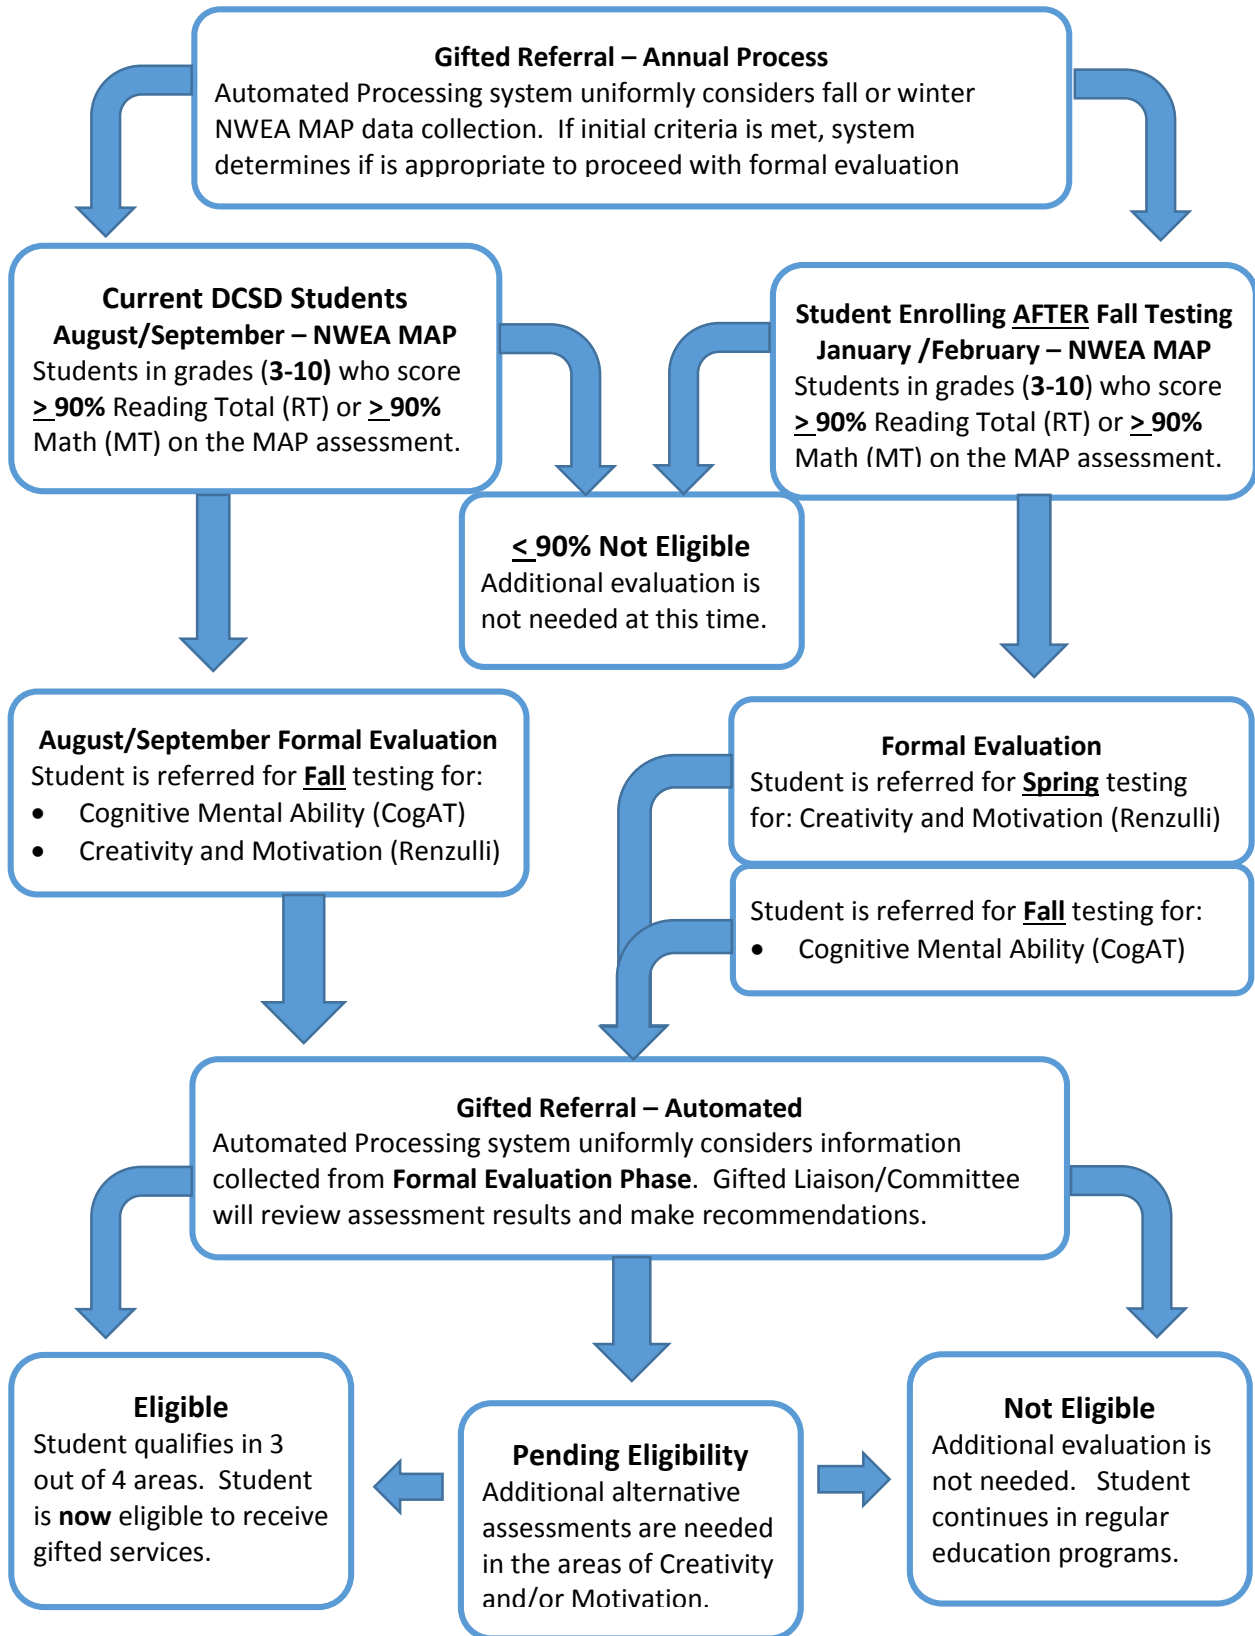 Gifted Referral – Annual Process
Automated Processing system uniformly considers fall or winter
NWEA MAP data collection.  If initial criteria is met, system
determines if is appropriate to proceed with formal evaluation
Current DCSD Students
August/September – NWEA MAP
Students in grades (3-10) who score
> 90% Reading Total (RT) or > 90%
Math (MT) on the MAP assessment.
Student Enrolling AFTER Fall Testing
January /February – NWEA MAP
Students in grades (3-10) who score
> 90% Reading Total (RT) or > 90%
Math (MT) on the MAP assessment.
< 90% Not Eligible
Additional evaluation is
not needed at this time.
August/September Formal Evaluation
Student is referred for Fall testing for:
• Cognitive Mental Ability (CogAT)
• Creativity and Motivation (Renzulli)
Formal Evaluation
Student is referred for Spring testing
for: Creativity and Motivation (Renzulli)
Student is referred for Fall testing for:
• Cognitive Mental Ability (CogAT)
Gifted Referral – Automated
Automated Processing system uniformly considers information
collected from Formal Evaluation Phase.  Gifted Liaison/Committee
will review assessment results and make recommendations.
Eligible
Student qualifies in 3
out of 4 areas.  Student
is now eligible to receive
gifted services.
Pending Eligibility
Additional alternative
assessments are needed
in the areas of Creativity
and/or Motivation.
Not Eligible
Additional evaluation is
not needed.   Student
continues in regular
education programs.